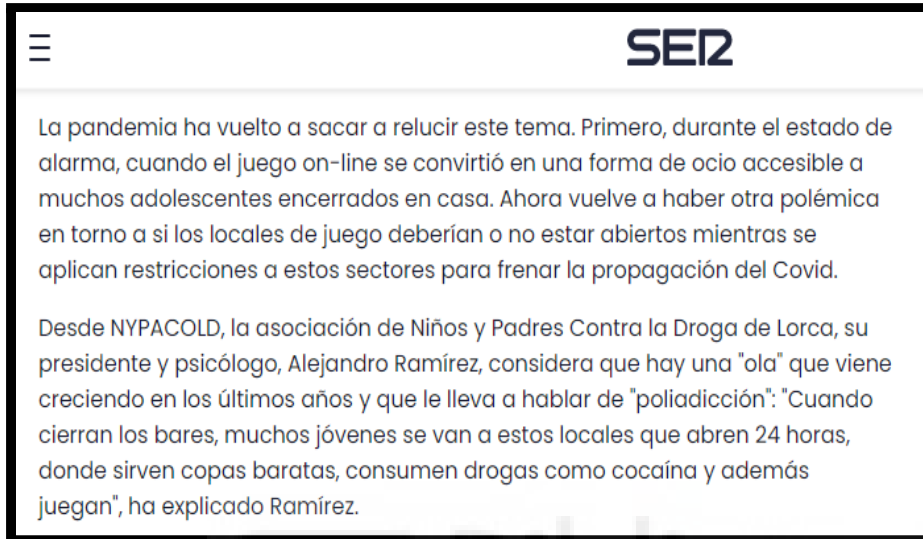 SER
La pandemia ha vuelto a sacar a relucir este tema. Primero, durante el estado de
alarma, cuando el juego on-line se convirtió en una forma de ocio accesible a
muchos adolescentes encerrados en casa. Ahora vuelve a haber otra polémica
en torno a si los locales de juego deberían o no estar abiertos mientras se
aplican restricciones a estos sectores para frenar la propagación del Covid.
Desde NYPACOLD, la asociación de Niños y Padres Contra la Droga de Lorca, su
presidente y psicólogo, Alejandro Ramírez, considera que hay una "ola" que viene
creciendo en los últimos años y que le lleva a hablar de "poliadicción": "Cuando
cierran los bares, muchos jóvenes se van a estos locales que abren 24 horas,
donde sirven copas baratas, consumen drogas como cocaína y además
juegan", ha explicado Ramírez.